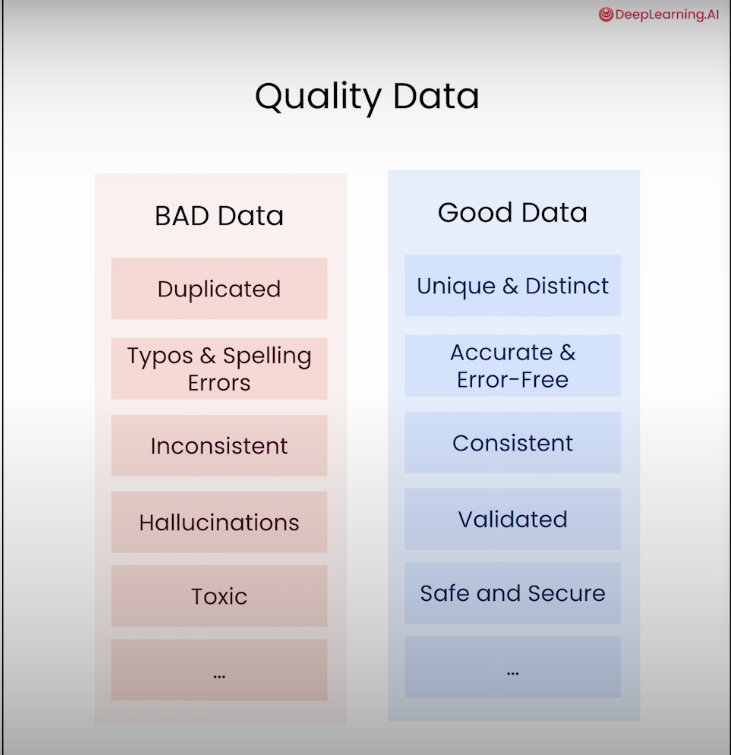 DeepLearning.AI
Quality Data
BAD Data
Duplicated
Typos & Spelling
Errors
Inconsistent
Hallucinations
Toxic
...
Good Data
Unique & Distinct
Accurate &
Error-Free
Consistent
Validated
Safe and Secure
...